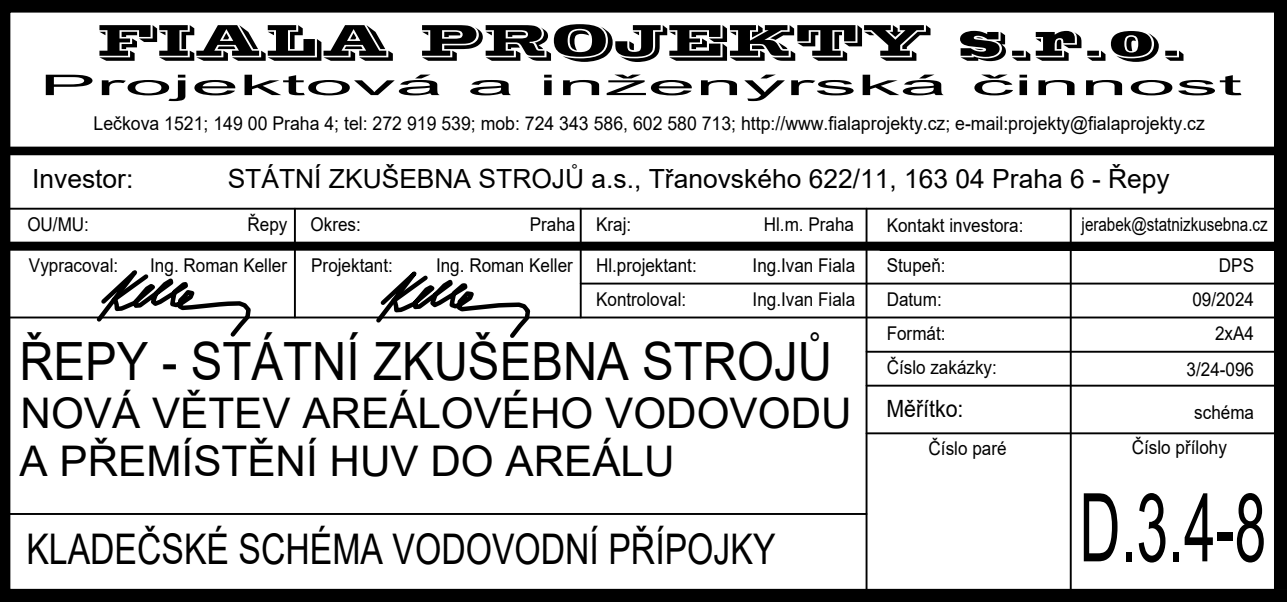 FIALA PROJEKTY s.r.o.
Projektová a inženýrská činnost
Lečkova 1521; 149 00 Praha 4; tel: 272 919 539; mob: 724 343 586, 602 580 713; http://www.fialaprojekty.cz; e-mail:projekty@fialaprojekty.cz
Investor: STÁTNÍ ZKUŠEBNA STROJŮ a.s., Třanovského 622/11, 163 04 Praha 6 - Řepy
OU/MU: Řepy Okres: Praha Kraj: Hl.m. Praha Kontakt investora: jerabek@statnizkusebna.cz
Vypracoval: Ing. Roman Keller Projektant: Ing. Roman Keller Hl.projektant: Ing.Ivan Fiala Stupeň: DPS
Keller Keller Kontroloval: Ing.Ivan Fiala Datum: 09/2024
Formát: 2xA4
ŘEPY - STÁTNÍ ZKUŠEBNA STROJŮ
Číslo zakázky: 3/24-096
NOVÁ VĚTEV AREÁLOVÉHO VODOVODU
Měřítko: schéma
A PŘEMÍSTĚNÍ HUV DO AREÁLU
Číslo paré Číslo přílohy
D.3.4-8
KLADEČSKÉ SCHÉMA VODOVODNÍ PŘÍPOJKY